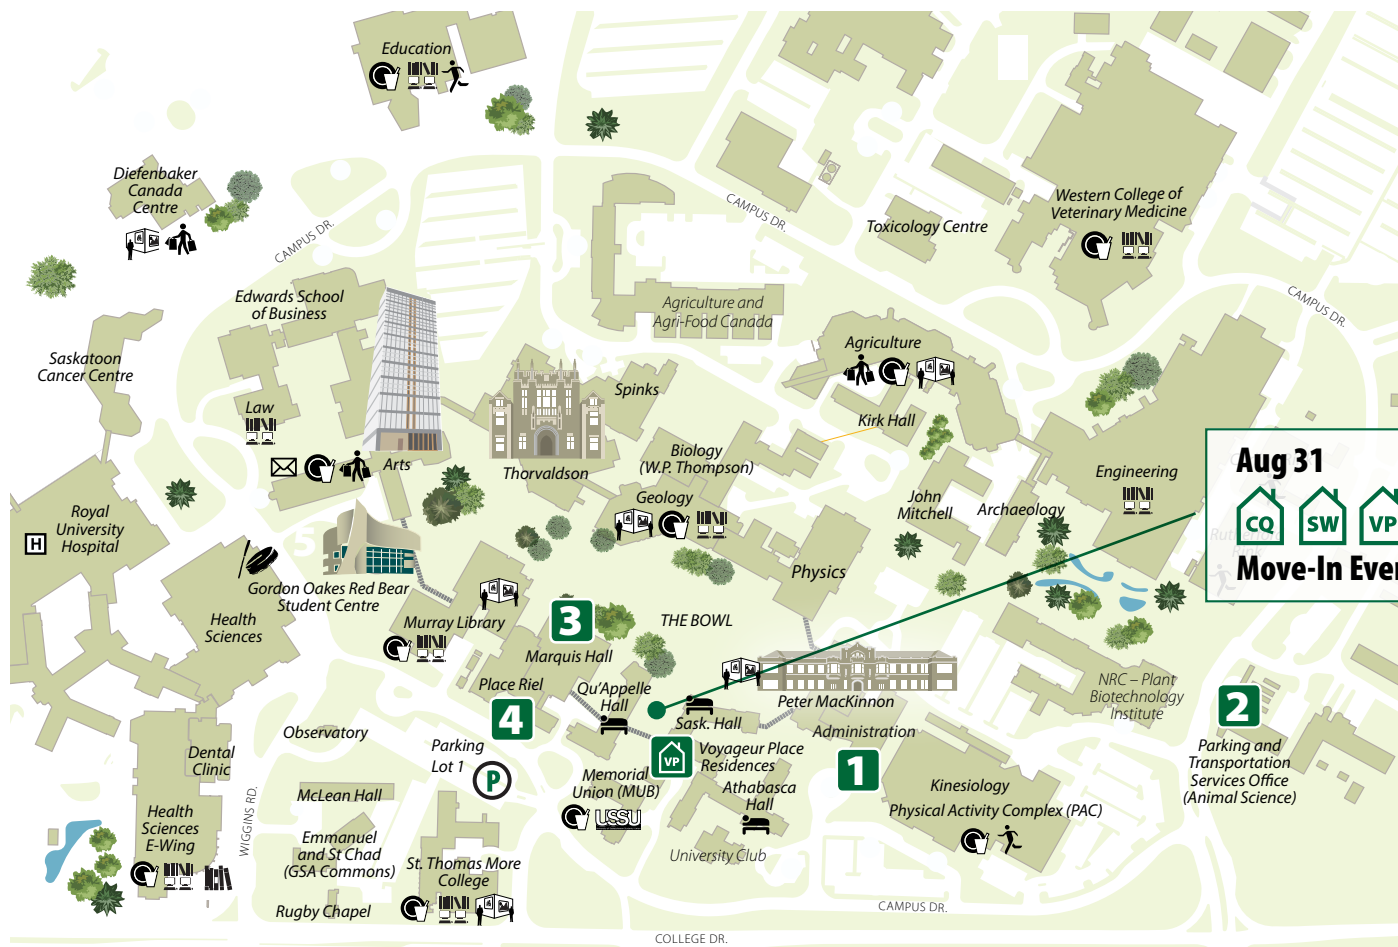 Education
Diefenbaker
Canada
Centre
CAMPUS DR.
CAMPUS DR.
Toxicology Centre
Western College of
Veterinary Medicine
CAMPUS DR.
Edwards School
of Business
Agriculture and
Agri-Food Canada
Saskatoon
Cancer Centre
Agriculture
Law
Spinks
Kirk Hall
Arts
Thorvaldson
Biology
(W.P. Thompson)
Geology
John
Mitchell
Archaeology
Engineering
Aug 31
CQ
SW
VP
Move-In Even
Royal
University
Hospital
H
5
Gordon Oakes Red Bear
Student Centre
Physics
Health
Sciences
Murray Library
3
Marquis Hall
THE BOWL
Place Riel
4
Qu'Appelle
Hall
Sask. Hall
Peter MacKinnon
Administration
NRC – Plant
Biotechnology
Institute
2
Parking and
Transportation
Services Office
(Animal Science)
Observatory
Parking
Lot 1
P
VP
Voyageur Place
Residences
1
Dental
Clinic
McLean Hall
Memorial
Union (MUB)
USSU
Athabasca
Hall
Kinesiology
Physical Activity Complex (PAC)
Health
Sciences
E-Wing
WIGGINS RD.
Emmanuel
and St Chad
(GSA Commons)
St. Thomas More
College
University Club
Rugby Chapel
CAMPUS DR.
COLLEGE DR.